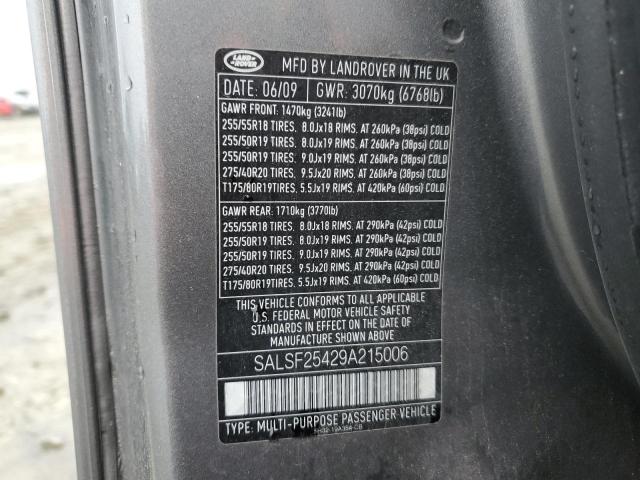 LAND
ROVER
MFD BY LANDROVER IN THE UK
DATE: 06/09 GWR: 3070kg (6768lb)
GAWR FRONT: 1470kg (3241lb)
255/55R18 TIRES, 8.0Jx18 RIMS, AT 260kPa (38psi) COLD
255/50R19 TIRES, 8.0Jx19 RIMS, AT 260kPa (38psi) COLD
255/50R19 TIRES, 9.0Jx19 RIMS, AT 260kPa (38psi) COLD
275/40R20 TIRES, 9.5Jx20 RIMS, AT 260kPa (38psi) COLD
T175/80R19TIRES, 5.5Jx19 RIMS, AT 420kPa (60psi) COLD
GAWR REAR: 1710kg (3770lb)
255/55R18 TIRES, 8.0Jx18 RIMS, AT 290kPa (42psi) COLD
255/50R19 TIRES, 8.0Jx19 RIMS, AT 290kPa (42psi) COLD
255/50R19 TIRES, 9.0Jx19 RIMS, AT 290kPa (42psi) COLD
275/40R20 TIRES, 9.5Jx20 RIMS, AT 290kPa (42psi) COLD
T175/80R19TIRES, 5.5Jx19 RIMS, AT 420kPa (60psi) COLD
THIS VEHICLE CONFORMS TO ALL APPLICABLE
U.S. FEDERAL MOTOR VEHICLE SAFETY
STANDARDS IN EFFECT ON THE DATE OF
MANUFACTURE SHOWN ABOVE
SALSF25429A215006
TYPE: MULTI-PURPOSE PASSENGER VEHICLE